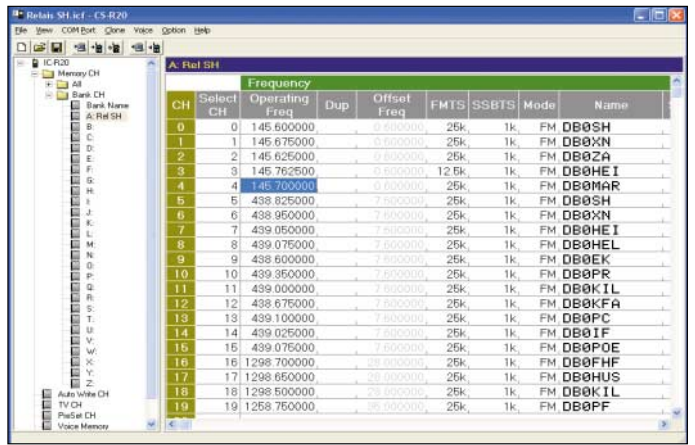 Relais SH.icf - CS-R20
File View COM Port Clone Voice Option Help
IC-R20
Memory CH
All
Bank CH
Bank Name
A: Rel SH
B:
C:
D:
E:
F:
G:
H:
I:
J:
K:
L:
M:
N:
O:
P:
Q:
R:
S:
T:
U:
V:
W:
X:
Y:
Z:
Auto Write CH
TV CH
PreSet CH
Voice Memory
A: Rel SH
Frequency
CH Select CH Operating Freq Dup Offset Freq FMTS SSBTS Mode Name
0 0 145.600000 0.600000 25k 1k FM DB0SH
1 1 145.675000 0.600000 25k 1k FM DB0XN
2 2 145.625000 0.600000 25k 1k FM DB0ZA
3 3 145.762500 0.600000 12.5k 1k FM DB0HEI
4 4 145.700000 0.600000 25k 1k FM DB0MAR
5 5 438.825000 7.600000 25k 1k FM DB0SH
6 6 438.950000 7.600000 25k 1k FM DB0XN
7 7 439.050000 7.600000 25k 1k FM DB0HEI
8 8 439.075000 7.600000 25k 1k FM DB0HEL
9 9 438.600000 7.600000 25k 1k FM DB0EK
10 10 439.350000 7.600000 25k 1k FM DB0PR
11 11 439.000000 7.600000 25k 1k FM DB0KIL
12 12 438.675000 7.600000 25k 1k FM DB0KFA
13 13 439.100000 7.600000 25k 1k FM DB0PC
14 14 439.025000 7.600000 25k 1k FM DB0IF
15 15 439.075000 7.600000 25k 1k FM DB0POE
16 16 1298.700000 28.000000 25k 1k FM DB0FHF
17 17 1298.650000 28.000000 25k 1k FM DB0HUS
18 18 1298.500000 28.000000 25k 1k FM DB0KIL
19 19 1258.750000 25k 1k FM DB0PF